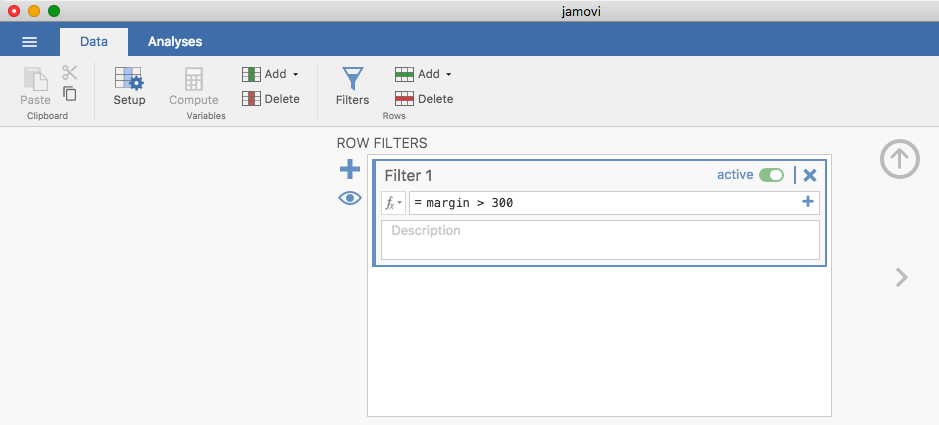 jamovi
Data Analyses
Paste Setup Compute Add Delete Filters Add Delete
Clipboard Variables Rows
ROW FILTERS
Filter 1 active
fx = margin > 300
Description